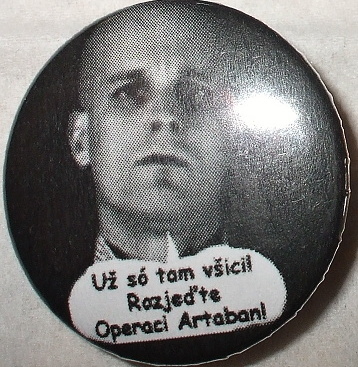 Už só tam všici!
Rozjeďte
Operaci Artaban!